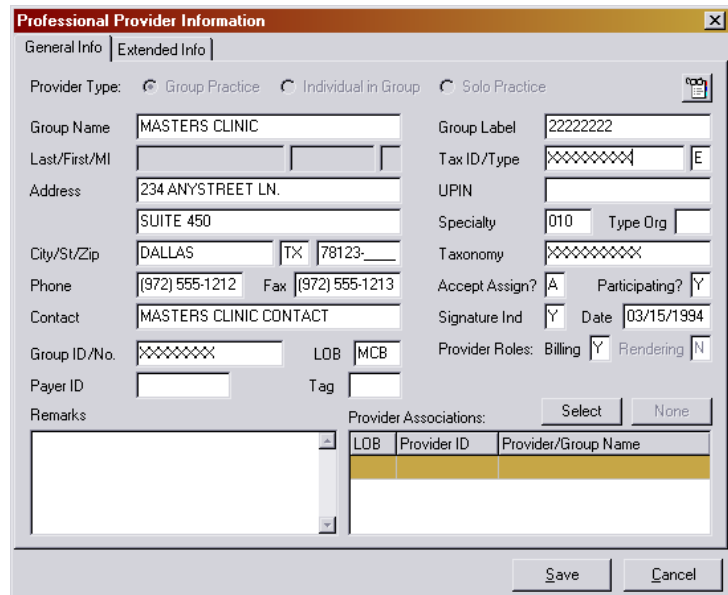 Professional Provider Information
General Info Extended Info
Provider Type: Group Practice Individual in Group Solo Practice
Group Name MASTERS CLINIC Group Label 22222222
Last/First/MI Tax ID/Type XXXXXXXXX E
Address 234 ANYSTREET LN. UPIN
SUITE 450 Specialty 010 Type Org
City/St/Zip DALLAS TX 78123-____ Taxonomy XXXXXXXXXX
Phone (972) 555-1212 Fax (972) 555-1213 Accept Assign? A Participating? Y
Contact MASTERS CLINIC CONTACT Signature Ind Y Date 03/15/1994
Group ID/No. XXXXXXXX LOB MCB Provider Roles: Billing Y Rendering N
Payer ID Tag
Remarks Provider Associations: Select None
LOB Provider ID Provider/Group Name
Save Cancel